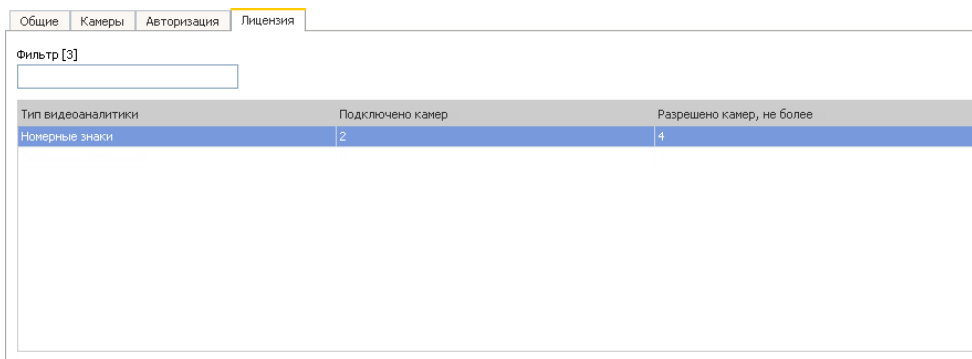 Общие Камеры Авторизация Лицензия
Фильтр [3]
Тип видеоаналитики Подключено камер Разрешено камер, не более
Номерные знаки 2 4